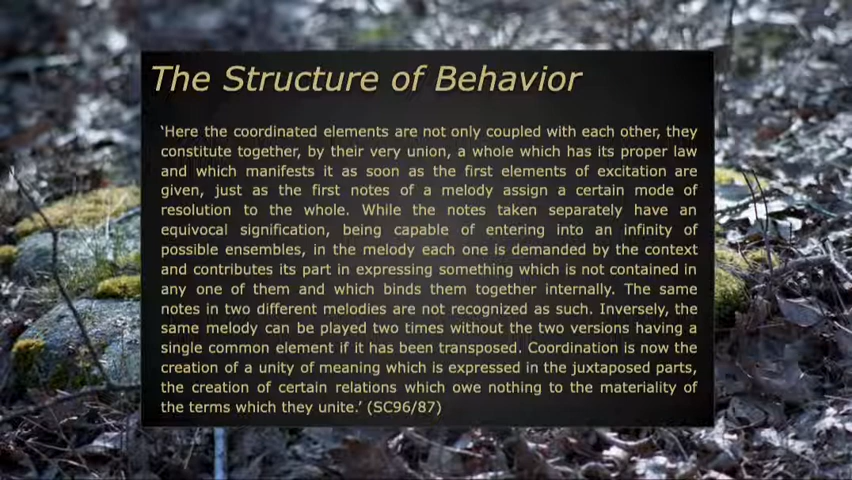 The Structure of Behavior
‘Here the coordinated elements are not only coupled with each other, they
constitute together, by their very union, a whole which has its proper law
and which manifests it as soon as the first elements of excitation are
given, just as the first notes of a melody assign a certain mode of
resolution to the whole. While the notes taken separately have an
equivocal signification, being capable of entering into an infinity of
possible ensembles, in the melody each one is demanded by the context
and contributes its part in expressing something which is not contained in
any one of them and which binds them together internally. The same
notes in two different melodies are not recognized as such. Inversely, the
same melody can be played two times without the two versions having a
single common element if it has been transposed. Coordination is now the
creation of a unity of meaning which is expressed in the juxtaposed parts,
the creation of certain relations which owe nothing to the materiality of
the terms which they unite.’ (SC96/87)